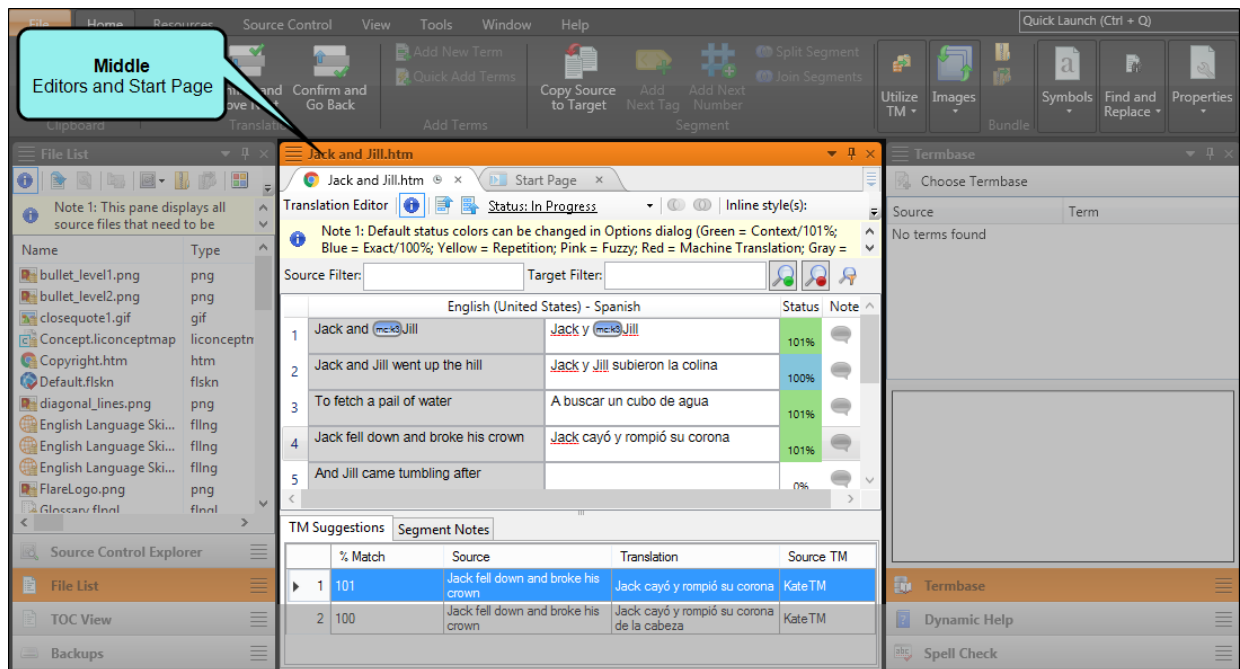 File Home Resources Source Control View Tools Window Help
Quick Launch (Ctrl + Q)
Middle
Editors and Start Page
Confirm and
Go Back
Add New Term
Quick Add Terms
Copy Source
to Target
Add
Next Tag
Add Next
Number
Split Segment
Join Segments
Utilize
TM
Images
Symbols
Find and
Replace
Properties
Clipboard
Add Terms
Segment
Bundle
File List
Note 1: This pane displays all
source files that need to be
Name Type
bullet_level1.png png
bullet_level2.png png
closequote1.gif gif
Concept.liconceptmap liconceptm
Copyright.htm htm
Default.flskn flskn
diagonal_lines.png png
English Language Ski... fllng
English Language Ski... fllng
English Language Ski... fllng
FlareLogo.png png
Glossary.flngl flngl
Source Control Explorer
File List
TOC View
Backups
Jack and Jill.htm
Jack and Jill.htm
Start Page
Translation Editor
Status: In Progress
Inline style(s):
Note 1: Default status colors can be changed in Options dialog (Green = Context/101%;
Blue = Exact/100%; Yellow = Repetition; Pink = Fuzzy; Red = Machine Translation; Gray =
Source Filter:
Target Filter:
English (United States) - Spanish Status Note
1 Jack and mc:k3 Jill Jack y mc:k3 Jill 101%
2 Jack and Jill went up the hill Jack y Jill subieron la colina 100%
3 To fetch a pail of water A buscar un cubo de agua 101%
4 Jack fell down and broke his crown Jack cayó y rompió su corona 101%
5 And Jill came tumbling after 0%
TM Suggestions Segment Notes
% Match Source Translation Source TM
1 101 Jack fell down and broke his crown Jack cayó y rompió su corona KateTM
2 100 Jack fell down and broke his crown Jack cayó y rompió su corona de la cabeza KateTM
Termbase
Choose Termbase
Source Term
No terms found
Termbase
Dynamic Help
Spell Check